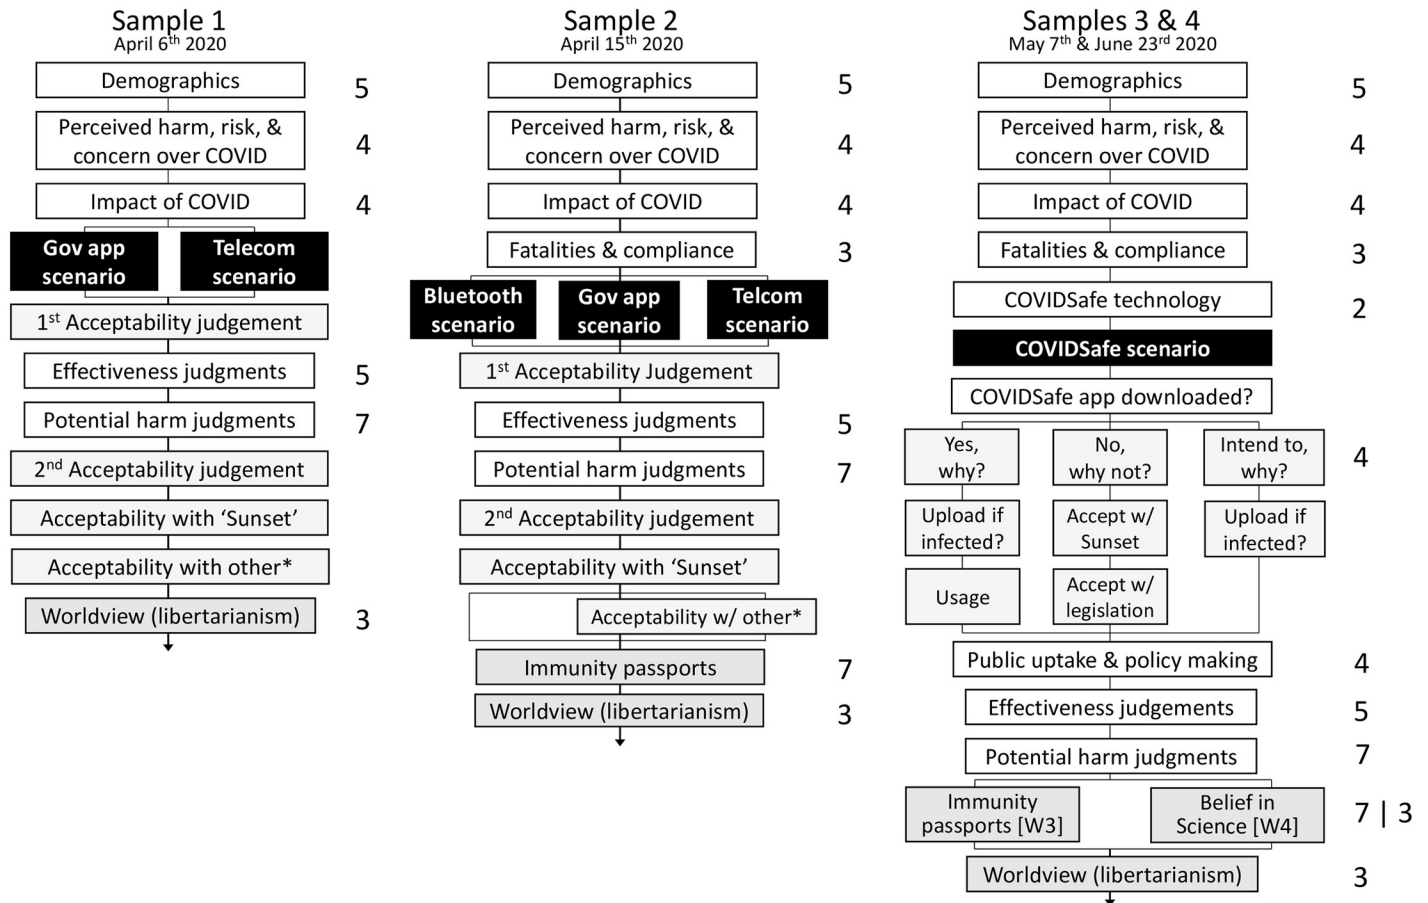 Sample 1
April 6th 2020
Demographics
5
Perceived harm, risk, &
concern over COVID
4
Impact of COVID
4
Gov app
scenario
Telecom
scenario
1st Acceptability judgement
Effectiveness judgments
5
Potential harm judgments
7
2nd Acceptability judgement
Acceptability with ‘Sunset’
Acceptability with other*
Worldview (libertarianism)
3
Sample 2
April 15th 2020
Demographics
5
Perceived harm, risk, &
concern over COVID
4
Impact of COVID
4
Fatalities & compliance
3
Bluetooth
scenario
Gov app
scenario
Telcom
scenario
1st Acceptability Judgement
Effectiveness judgments
5
Potential harm judgments
7
2nd Acceptability judgement
Acceptability with ‘Sunset’
Acceptability w/ other*
Immunity passports
7
Worldview (libertarianism)
3
Samples 3 & 4
May 7th & June 23rd 2020
Demographics
5
Perceived harm, risk, &
concern over COVID
4
Impact of COVID
4
Fatalities & compliance
3
COVIDSafe technology
2
COVIDSafe scenario
COVIDSafe app downloaded?
Yes,
why?
No,
why not?
Intend to,
why?
4
Upload if
infected?
Accept w/
Sunset
Upload if
infected?
Usage
Accept w/
legislation
Public uptake & policy making
4
Effectiveness judgements
5
Potential harm judgments
7
Immunity
passports [W3]
Belief in
Science [W4]
7 | 3
Worldview (libertarianism)
3